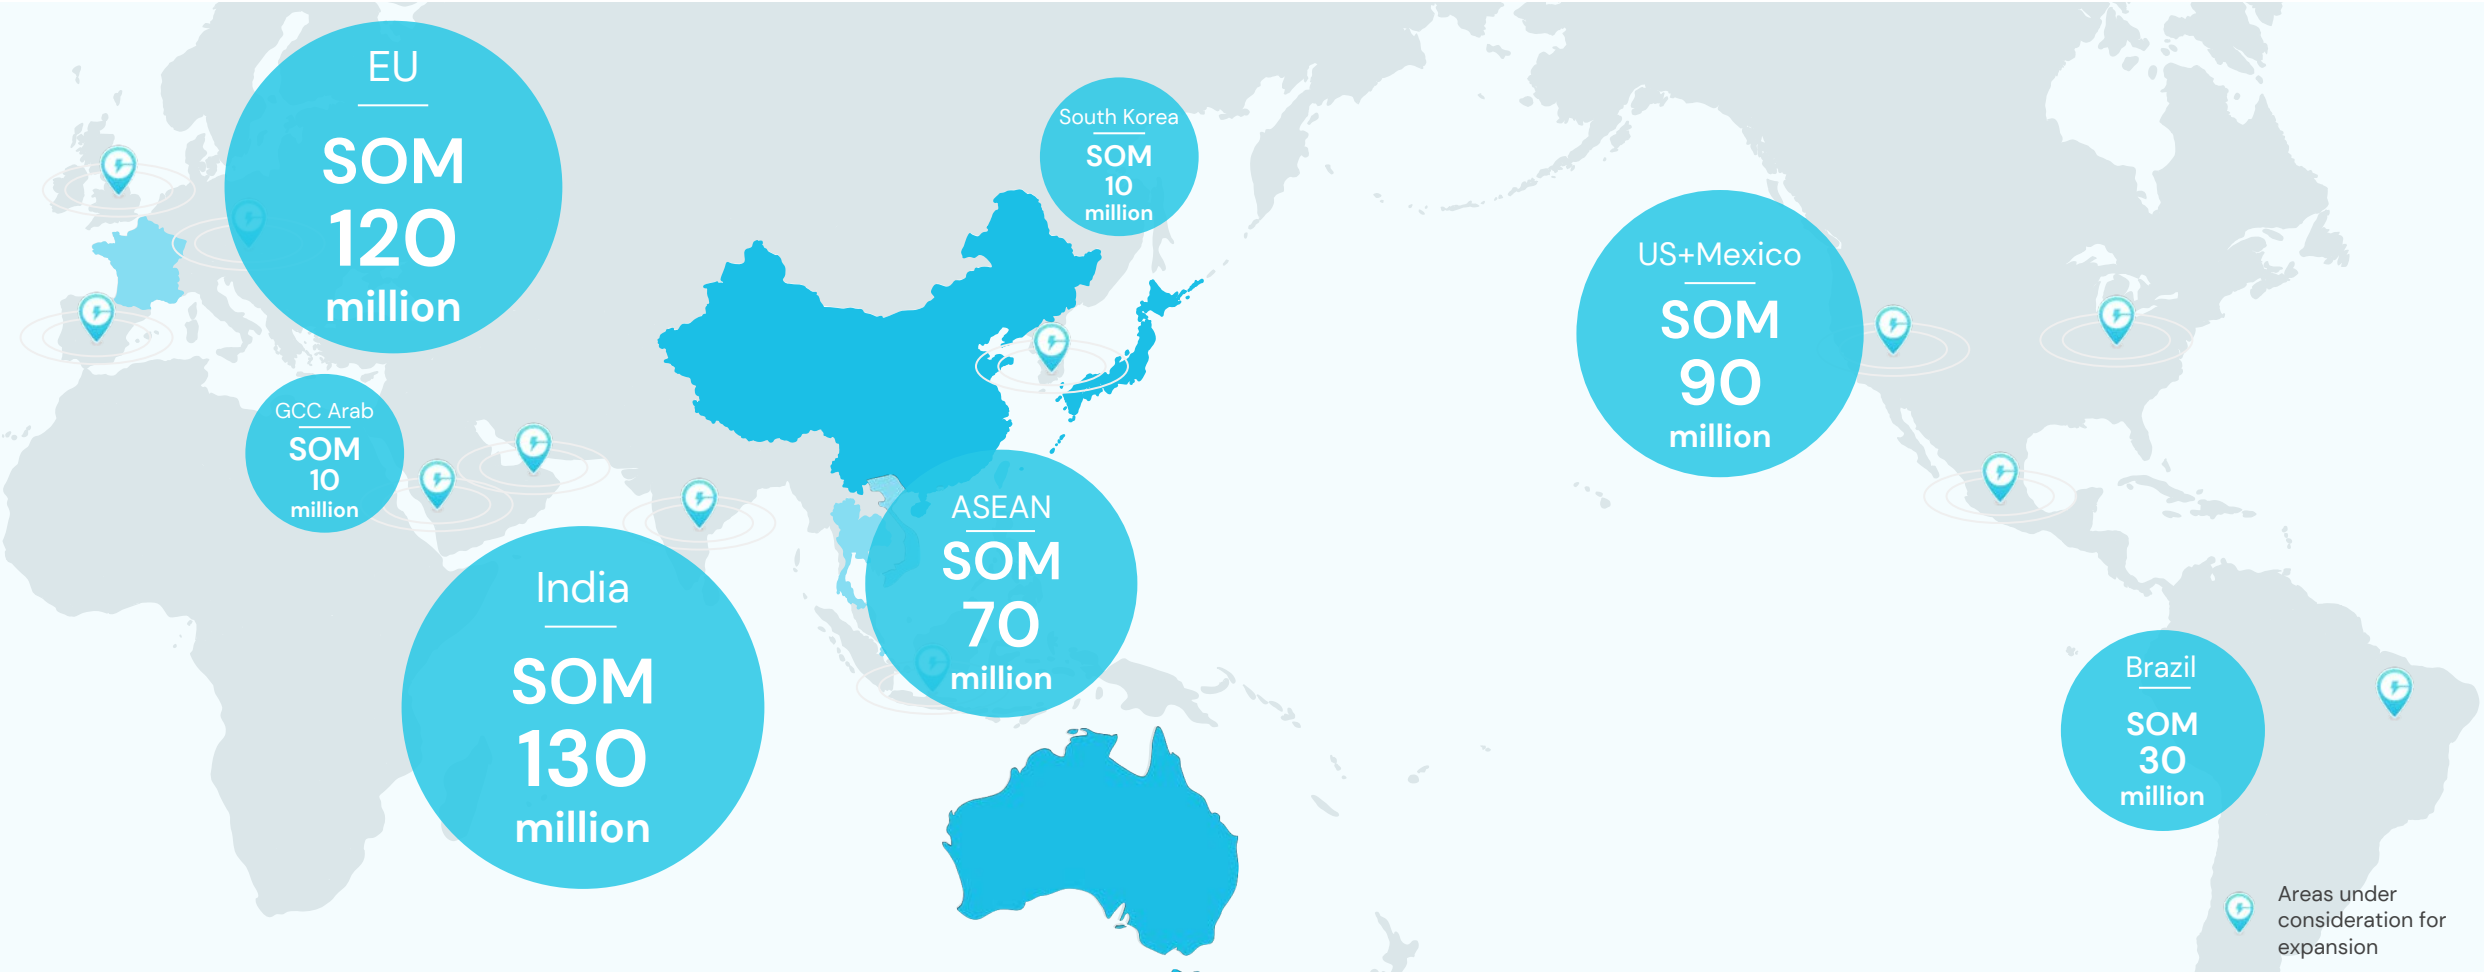 EU
SOM
120
million
South Korea
SOM
10
million
US+Mexico
SOM
90
million
GCC Arab
SOM
10
million
ASEAN
SOM
70
million
India
SOM
130
million
Brazil
SOM
30
million
Areas under
consideration for
expansion